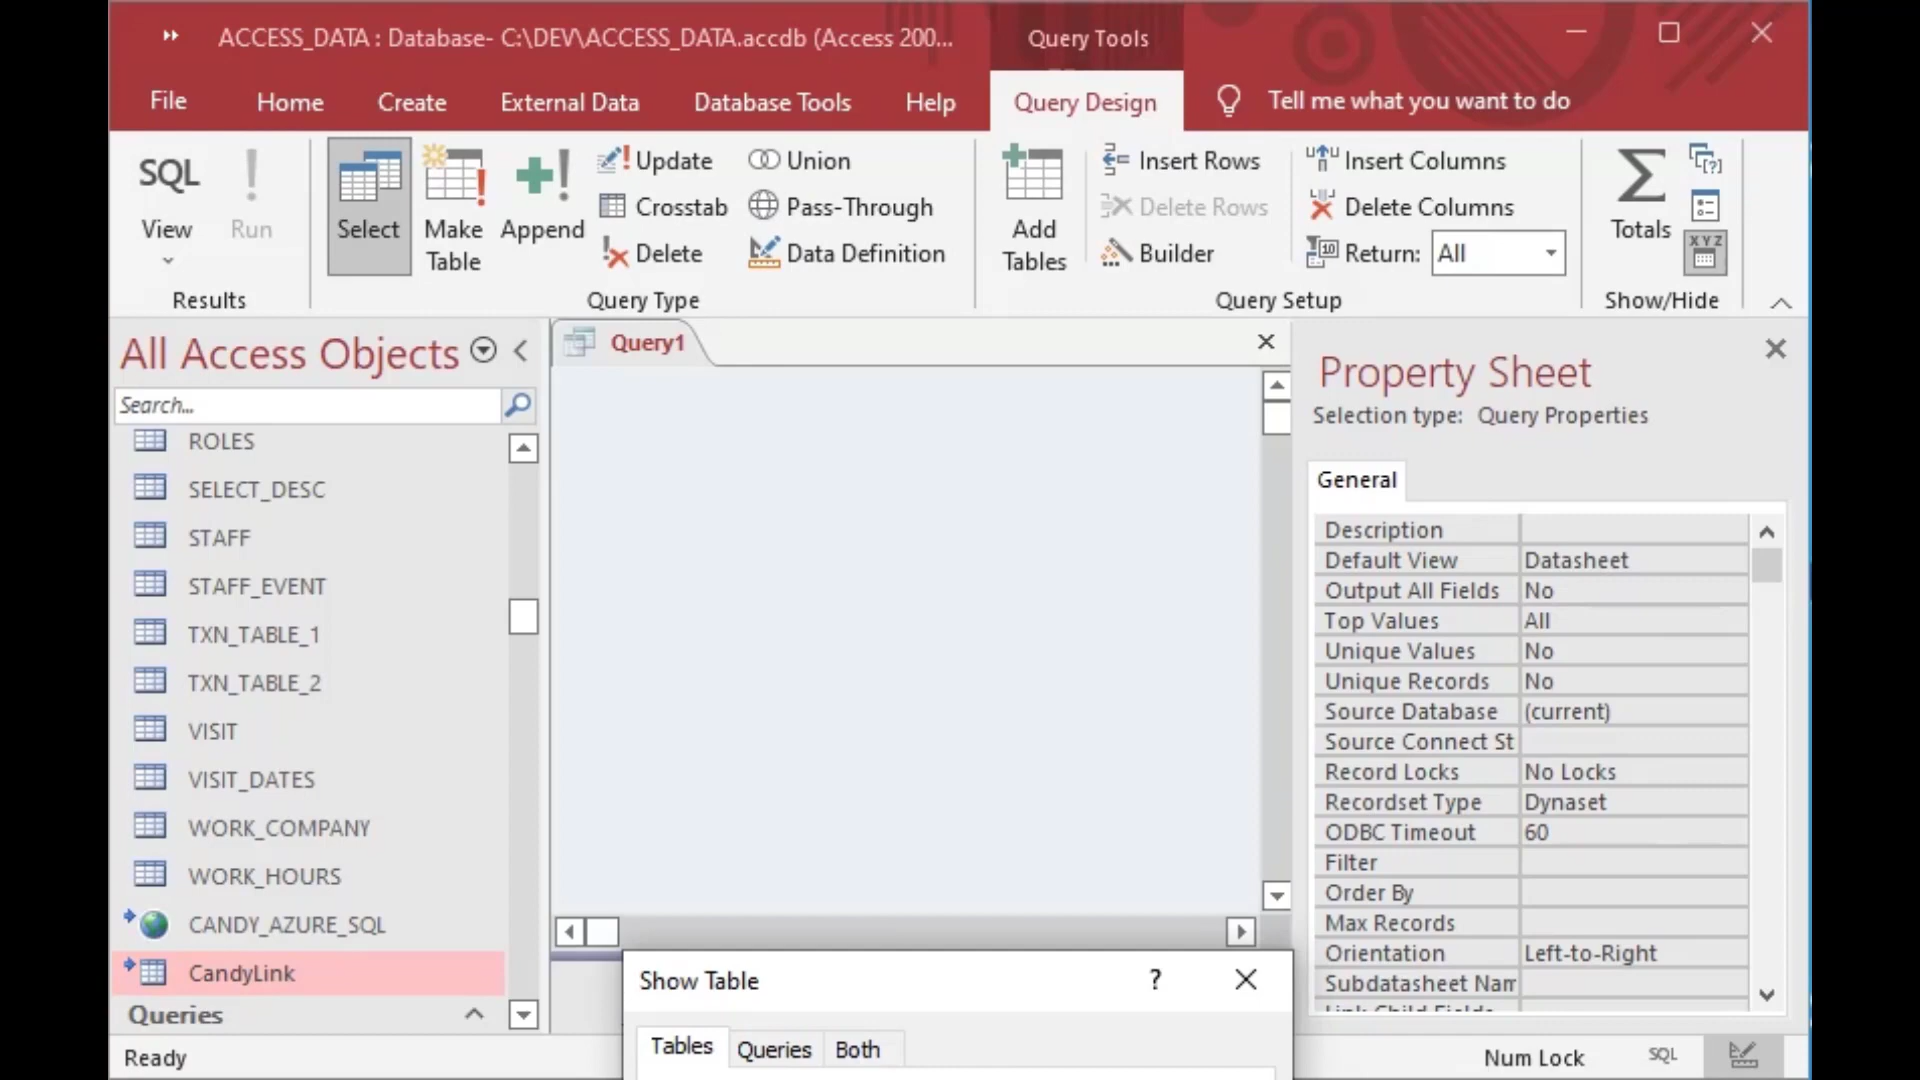 ACCESS_DATA : Database- C:\DEV\ACCESS_DATA.accdb (Access 200...
Query Tools
File
Home
Create
External Data
Database Tools
Help
Query Design
Tell me what you want to do
SQL
View
Run
Results
Select
Make
Table
Append
Update
Crosstab
Delete
Union
Pass-Through
Data Definition
Query Type
Add
Tables
Insert Rows
Delete Rows
Builder
Insert Columns
Delete Columns
Return: All
Query Setup
Totals
XYZ
Show/Hide
All Access Objects
Search...
ROLES
SELECT_DESC
STAFF
STAFF_EVENT
TXN_TABLE_1
TXN_TABLE_2
VISIT
VISIT_DATES
WORK_COMPANY
WORK_HOURS
CANDY_AZURE_SQL
CandyLink
Queries
Query1
Show Table
?
Tables
Queries
Both
Property Sheet
Selection type: Query Properties
General
Description
Default View Datasheet
Output All Fields No
Top Values All
Unique Values No
Unique Records No
Source Database (current)
Source Connect St
Record Locks No Locks
Recordset Type Dynaset
ODBC Timeout 60
Filter
Order By
Max Records
Orientation Left-to-Right
Subdatasheet Nam
Link Child Fields
Ready
Num Lock
SQL